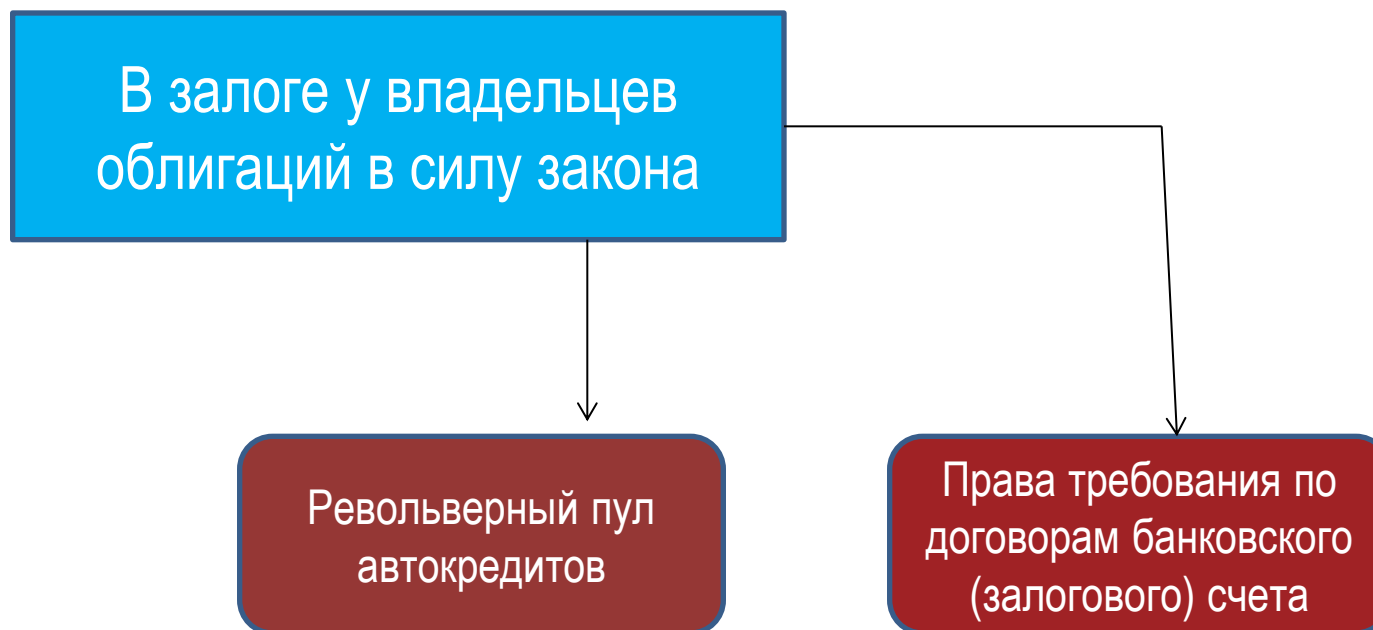 В залоге у владельцев
облигаций в силу закона
Револьверный пул
автокредитов
Права требования по
договорам банковского
(залогового) счета